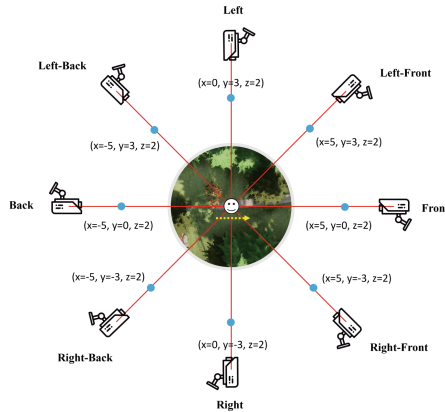 Left
Left-Back
Left-Front
(x=0, y=3, z=2)
(x=-5, y=3, z=2)
(x=5, y=3, z=2)
Back
Fron
(x=-5, y=0, z=2)
(x=5, y=0, z=2)
(x=-5, y=-3, z=2)
(x=5, y=-3, z=2)
(x=0, y=-3, z=2)
Right-Back
Right-Front
Right